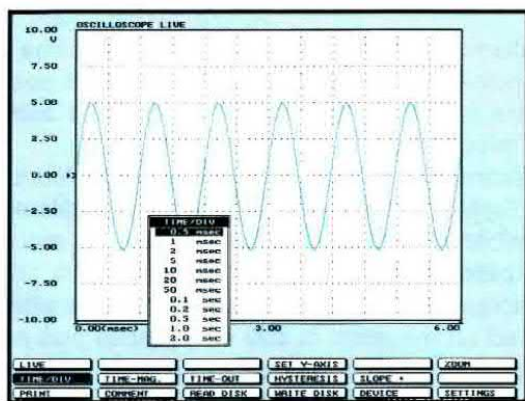 OSCILLOSCOPE LIVE
10.00
V
7.50
5.00
2.50
0.00
-2.50
-5.00
-7.50
-10.00
TIME/DIV
0.5 msec
1 msec
2 msec
5 msec
10 msec
20 msec
50 msec
0.1 sec
0.2 sec
0.5 sec
1.0 sec
2.0 sec
0.00(msec) 3.00 6.00
LIVE SET Y-AXIS ZOOM
TIME/DIV TIME-MAG. TIME-OUT HYSTERESIS SLOPE +
PRINT COMMENT READ DISK WRITE DISK DEVICE SETTINGS